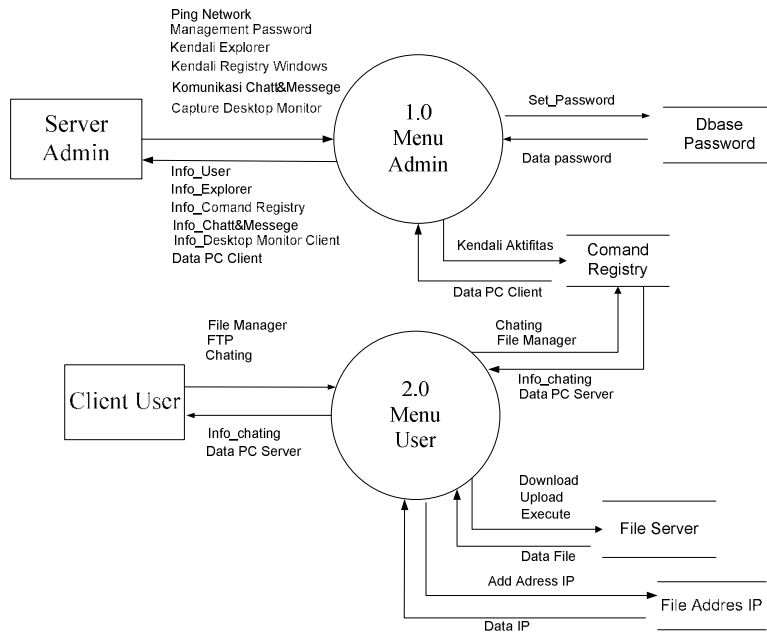 Ping Network
Management Password
Kendali Explorer
Kendali Registry Windows
Komunikasi Chatt&Messege
Capture Desktop Monitor
Server
Admin
Info_User
Info_Explorer
Info_Comand Registry
Info_Chatt&Messege
Info_Desktop Monitor Client
Data PC Client
1.0
Menu
Admin
Set_Password
Data password
Dbase
Password
Kendali Aktifitas
Data PC Client
Comand
Registry
File Manager
FTP
Chating
Client User
Info_chating
Data PC Server
2.0
Menu
User
Chating
File Manager
Info_chating
Data PC Server
Download
Upload
Execute
Data File
File Server
Add Adress IP
Data IP
File Addres IP